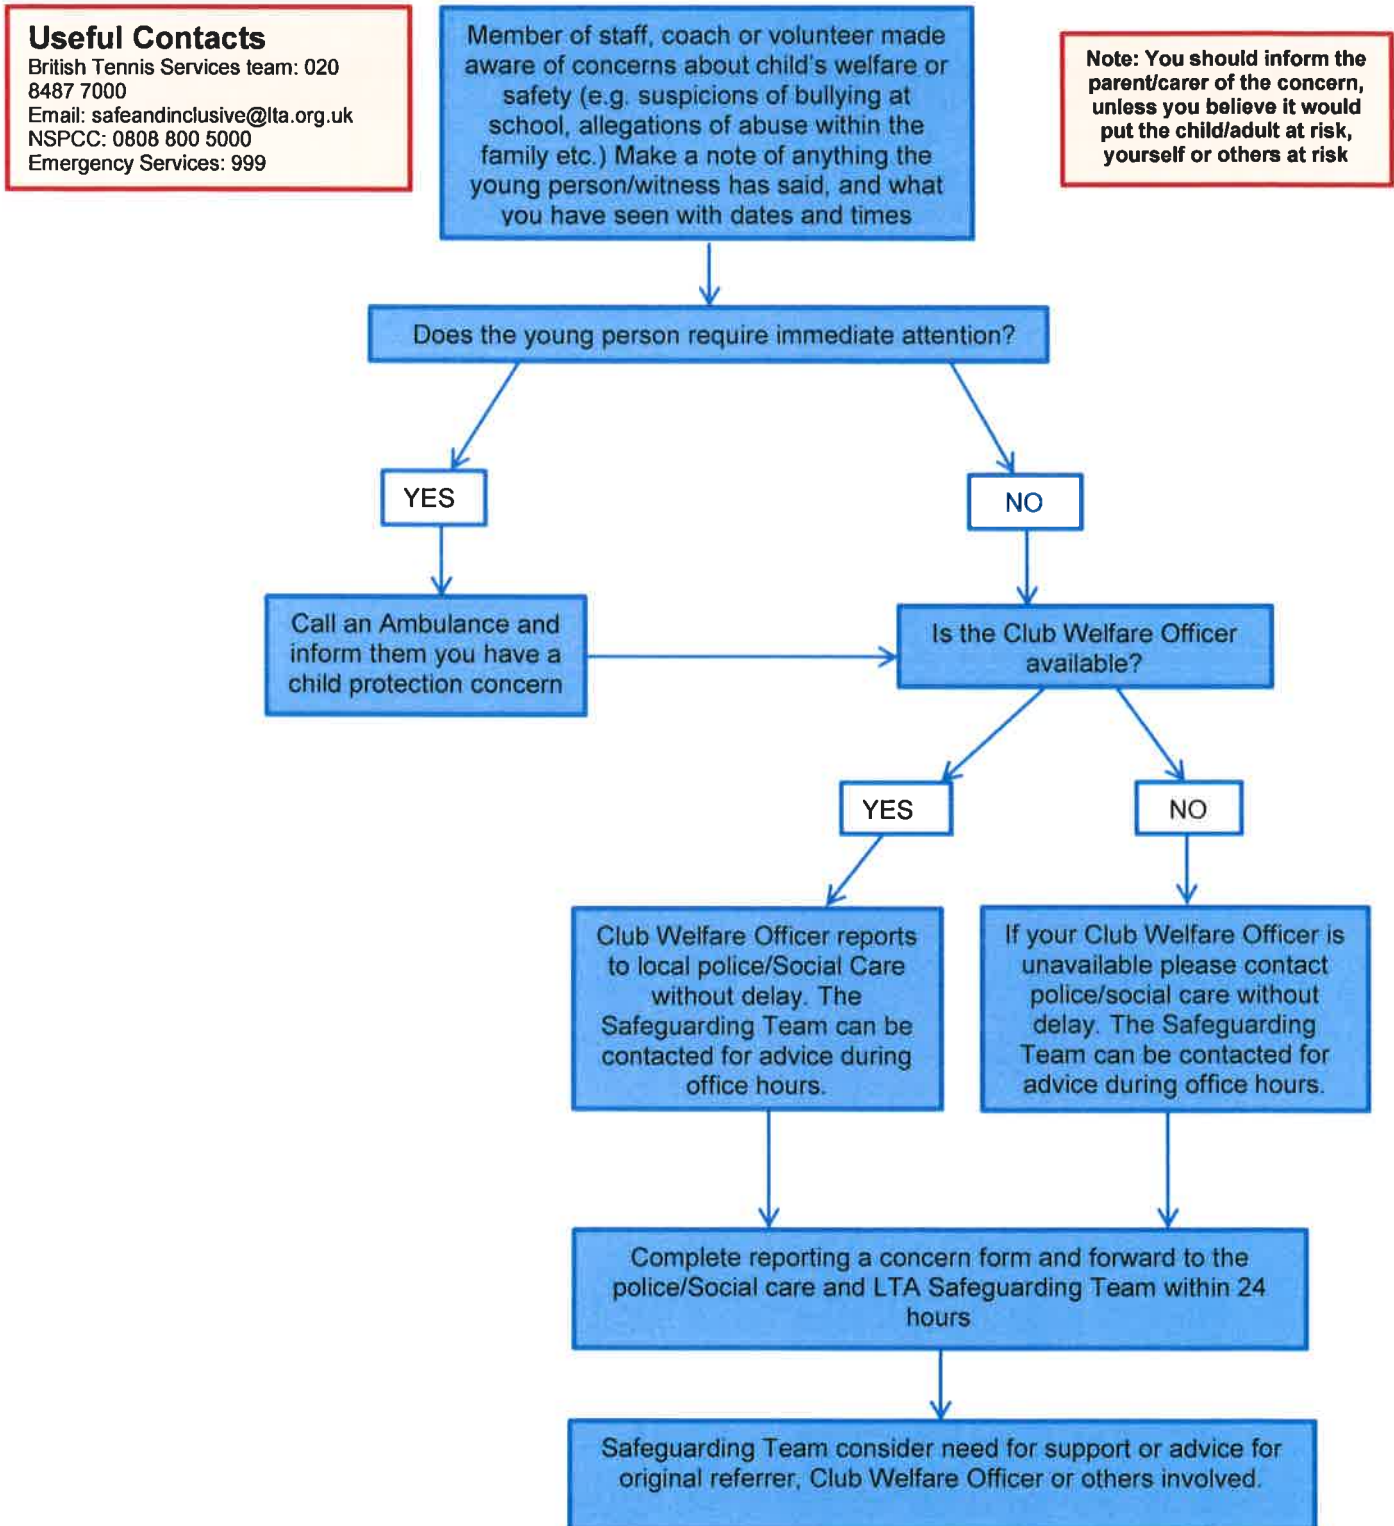 Useful Contacts
British Tennis Services team: 020
8487 7000
Email: safeandinclusive@lta.org.uk
NSPCC: 0808 800 5000
Emergency Services: 999
Member of staff, coach or volunteer made
aware of concerns about child's welfare or
safety (e.g. suspicions of bullying at
school, allegations of abuse within the
family etc.) Make a note of anything the
young person/witness has said, and what
you have seen with dates and times
Note: You should inform the
parent/carer of the concern,
unless you believe it would
put the child/adult at risk,
yourself or others at risk
Does the young person require immediate attention?
YES
NO
Call an Ambulance and
inform them you have a
child protection concern
Is the Club Welfare Officer
available?
YES
NO
Club Welfare Officer reports
to local police/Social Care
without delay. The
Safeguarding Team can be
contacted for advice during
office hours.
If your Club Welfare Officer is
unavailable please contact
police/social care without
delay. The Safeguarding
Team can be contacted for
advice during office hours.
Complete reporting a concern form and forward to the
police/Social care and LTA Safeguarding Team within 24
hours
Safeguarding Team consider need for support or advice for
original referrer, Club Welfare Officer or others involved.